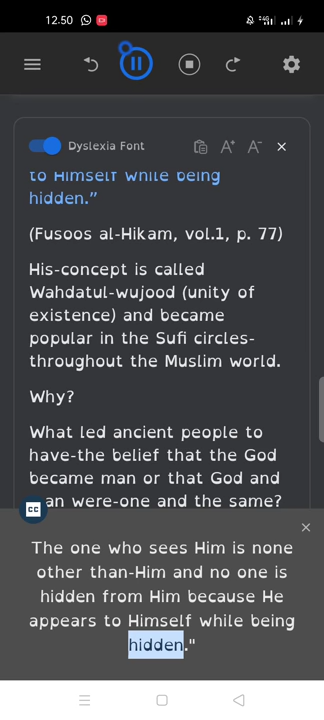 12.50
Dyslexia Font
A+
A-
to Himself while being
hidden.”
(Fusoos al-Hikam, vol.1, p. 77)
His-concept is called
Wahdatul-wujood (unity of
existence) and became
popular in the Sufi circles-
throughout the Muslim world.
Why?
What led ancient people to
have-the belief that the God
became man or that God and
an were-one and the same?
CC
The one who sees Him is none
other than-Him and no one is
hidden from Him because He
appears to Himself while being
hidden."